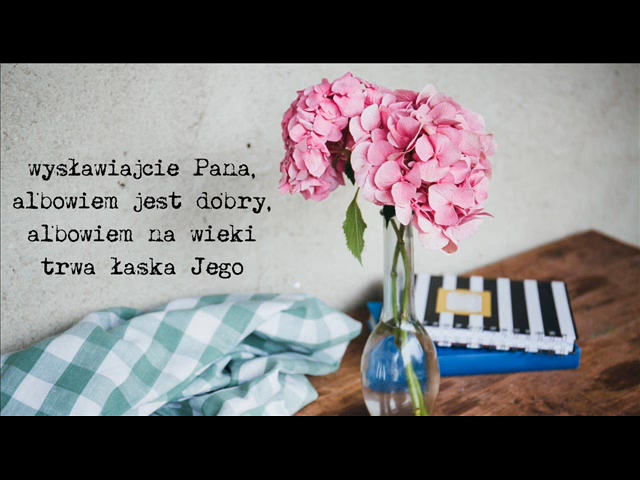 wysławiajcie Pana,
albowiem jest dobry,
albowiem na wieki
trwa łaska Jego